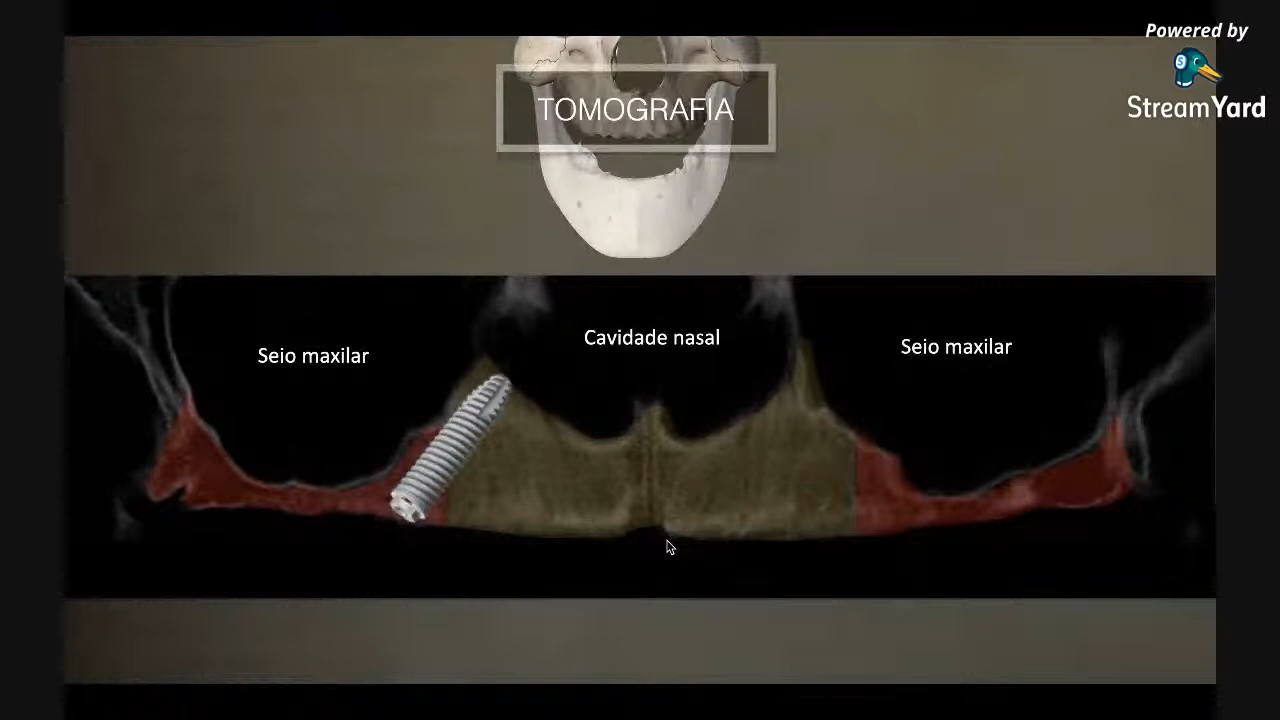 Powered by
StreamYard
TOMOGRAFIA
Cavidade nasal
Seio maxilar
Seio maxilar